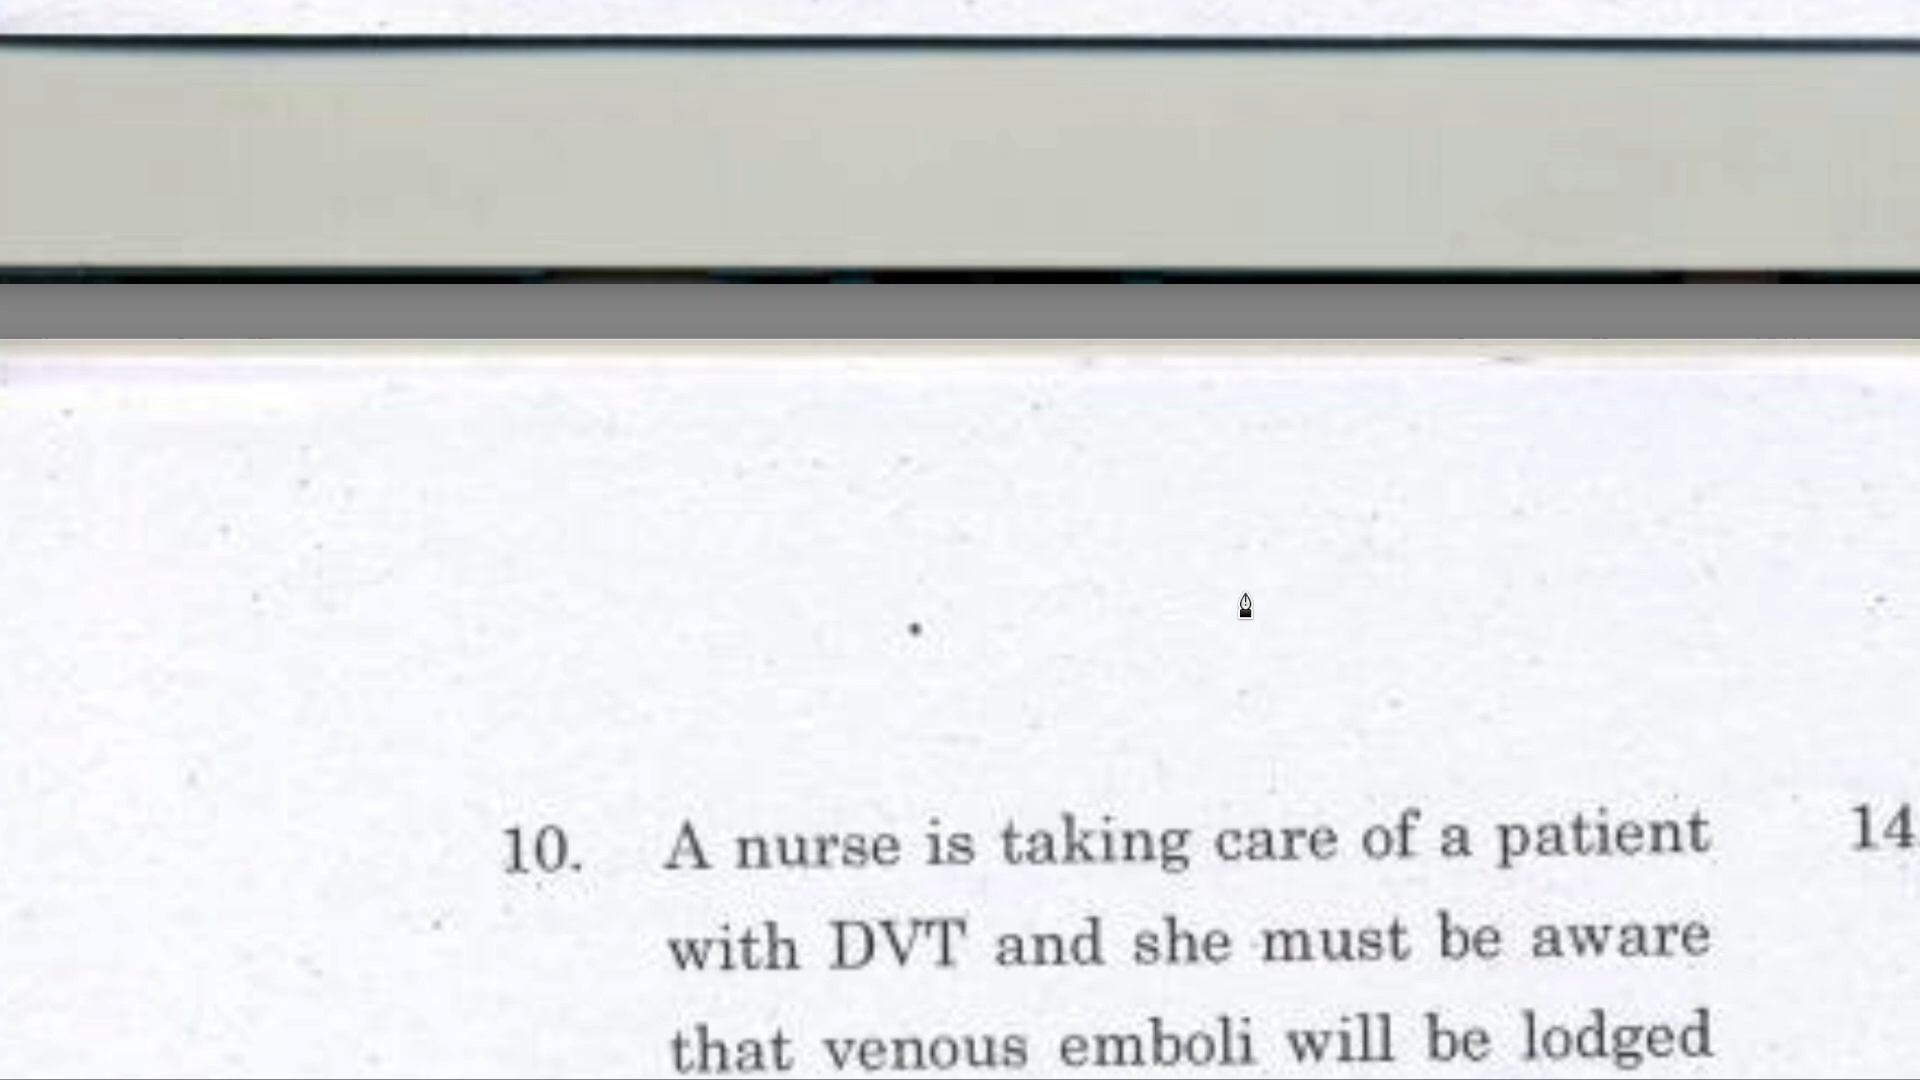 10. A nurse is taking care of a patient
with DVT and she must be aware
that venous emboli will be lodged
14